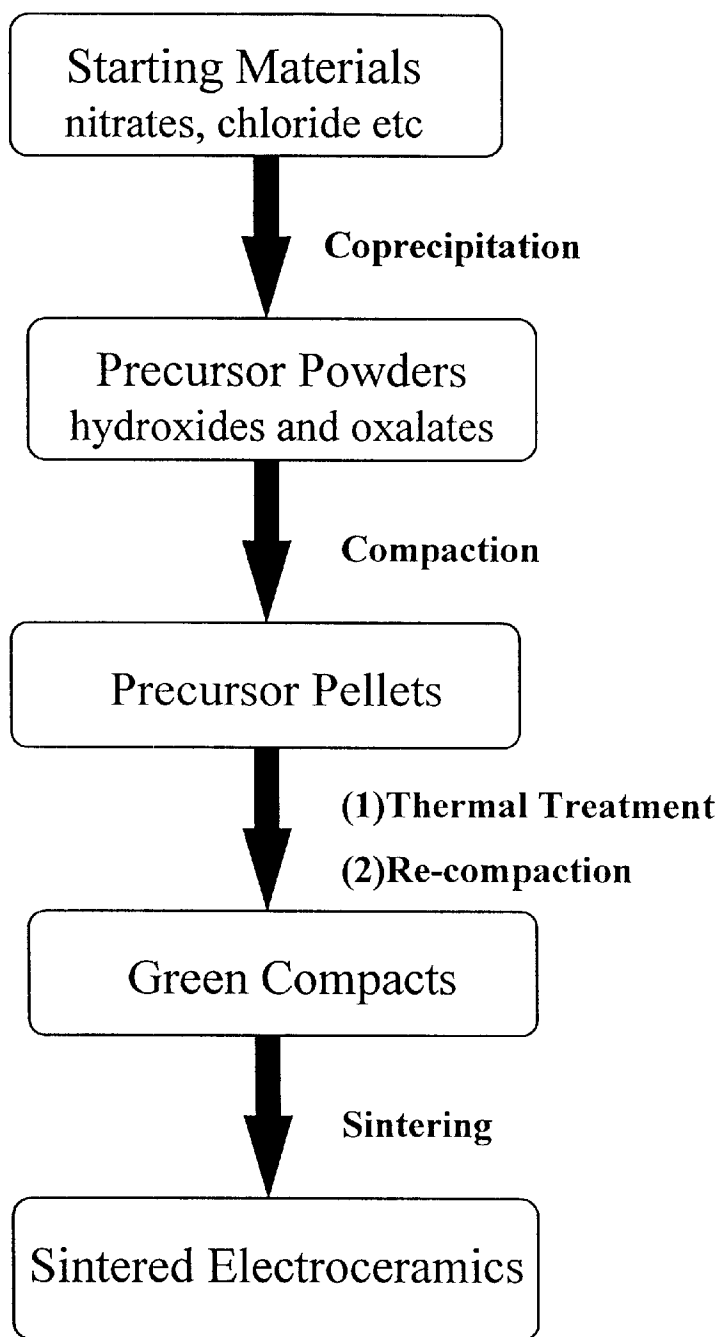 Starting Materials
nitrates, chloride etc
Coprecipitation
Precursor Powders
hydroxides and oxalates
Compaction
Precursor Pellets
(1)Thermal Treatment
(2)Re-compaction
Green Compacts
Sintering
Sintered Electroceramics